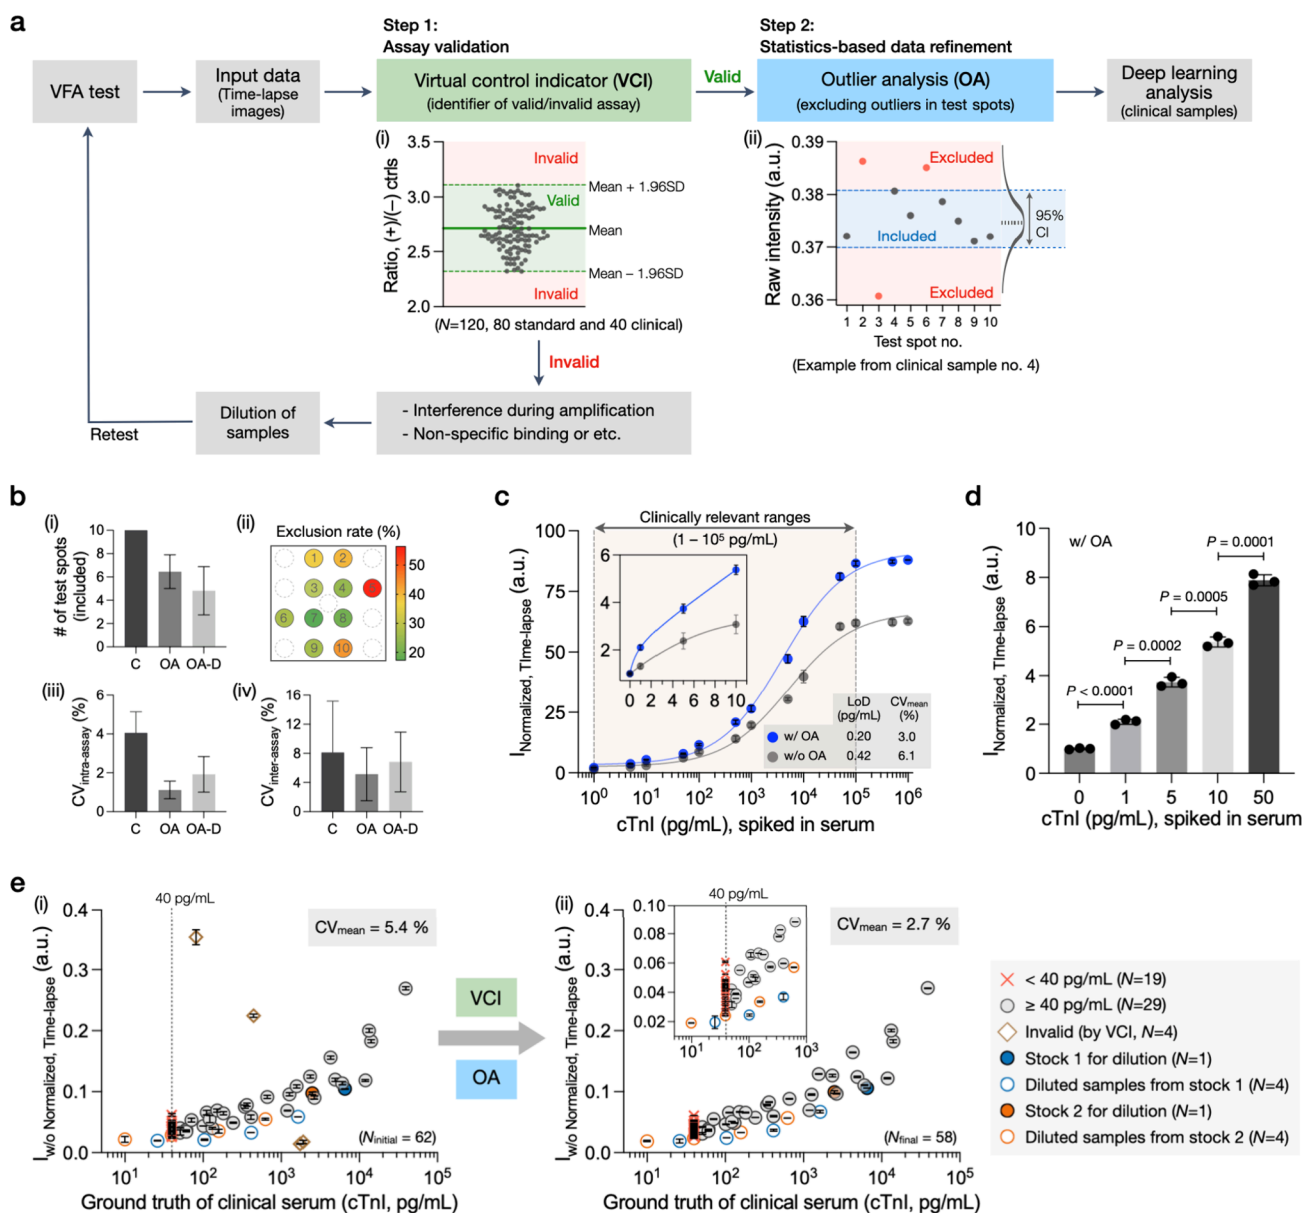 a
Step 1:
Assay validation
Step 2:
Statistics-based data refinement
VFA test
Input data
(Time-lapse
images)
Virtual control indicator (VCI)
(identifier of valid/invalid assay)
Valid
Outlier analysis (OA)
(excluding outliers in test spots)
Deep learning
analysis
(clinical samples)
(i)
Ratio, (+)/(−) ctrls
3.5
3.0
2.5
2.0
Invalid
Valid
Invalid
Mean + 1.96SD
Mean
Mean − 1.96SD
(N=120, 80 standard and 40 clinical)
(ii)
Raw intensity (a.u.)
0.39
0.38
0.37
0.36
Excluded
Included
Excluded
95%
CI
1 2 3 4 5 6 7 8 9 10
Test spot no.
(Example from clinical sample no. 4)
Invalid
- Interference during amplification
- Non-specific binding or etc.
Dilution of
samples
Retest
b
(i)
# of test spots
(included)
10
8
6
4
2
0
C OA OA-D
(ii)
Exclusion rate (%)
1 2
3 4
6 7 8
9 10
50
40
30
20
(iii)
CVintra-assay (%)
6
4
2
0
C OA OA-D
(iv)
CVinter-assay (%)
16
12
8
4
0
C OA OA-D
c
INormalized, TIme-lapse (a.u.)
100
75
50
25
0
Clinically relevant ranges
(1 – 10⁵ pg/mL)
6
4
2
0 2 4 6 8 10
LoD
(pg/mL)
CVmean
(%)
w/ OA 0.20 3.0
w/o OA 0.42 6.1
10⁰ 10¹ 10² 10³ 10⁴ 10⁵ 10⁶
cTnI (pg/mL), spiked in serum
d
INormalized, TIme-lapse (a.u.)
10
8
6
4
2
0
w/ OA
P < 0.0001
P = 0.0002
P = 0.0005
P = 0.0001
0 1 5 10 50
cTnI (pg/mL), spiked in serum
e
(i)
Iw/o Normalized, Time-lapse (a.u.)
0.4
0.3
0.2
0.1
0.0
40 pg/mL
CVmean = 5.4 %
(Ninitial = 62)
10¹ 10² 10³ 10⁴ 10⁵
Ground truth of clinical serum (cTnI, pg/mL)
VCI
OA
(ii)
Iw/o Normalized, Time-lapse (a.u.)
0.4
0.3
0.2
0.1
0.0
40 pg/mL
0.10
0.08
0.06
0.04
0.02
10¹ 10² 10³
CVmean = 2.7 %
(Nfinal = 58)
10¹ 10² 10³ 10⁴ 10⁵
Ground truth of clinical serum (cTnI, pg/mL)
< 40 pg/mL (N=19)
≥ 40 pg/mL (N=29)
Invalid (by VCI, N=4)
Stock 1 for dilution (N=1)
Diluted samples from stock 1 (N=4)
Stock 2 for dilution (N=1)
Diluted samples from stock 2 (N=4)